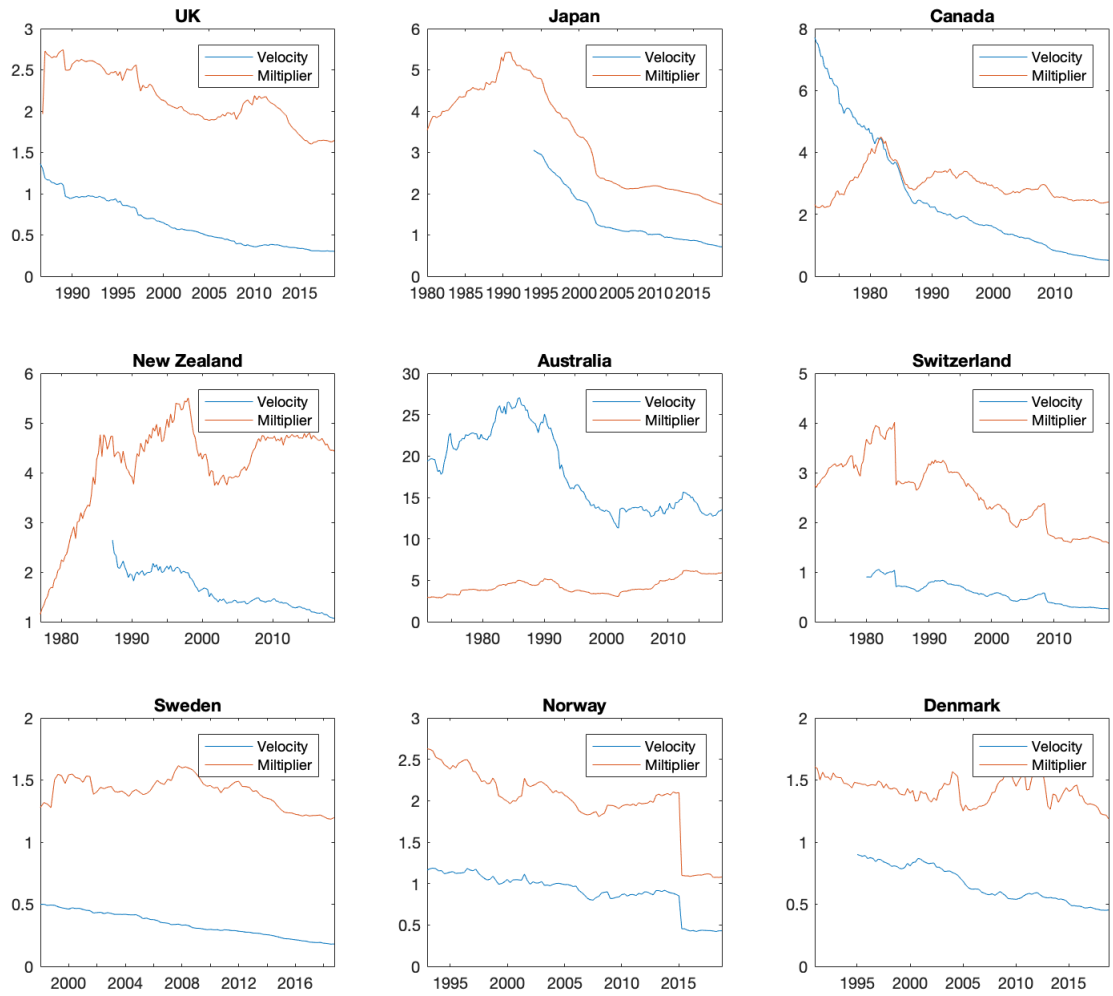 UK
3
2.5
2
1.5
1
0.5
0
1990 1995 2000 2005 2010 2015
Velocity
Miltiplier
Japan
6
5
4
3
2
1
0
1980 1985 1990 1995 2000 2005 2010 2015
Velocity
Miltiplier
Canada
8
6
4
2
0
1980 1990 2000 2010
Velocity
Miltiplier
New Zealand
6
5
4
3
2
1
1980 1990 2000 2010
Velocity
Miltiplier
Australia
30
25
20
15
10
5
0
1980 1990 2000 2010
Velocity
Miltiplier
Switzerland
5
4
3
2
1
0
1980 1990 2000 2010
Velocity
Miltiplier
Sweden
2
1.5
1
0.5
0
2000 2004 2008 2012 2016
Velocity
Miltiplier
Norway
3
2.5
2
1.5
1
0.5
0
1995 2000 2005 2010 2015
Velocity
Miltiplier
Denmark
2
1.5
1
0.5
0
1995 2000 2005 2010 2015
Velocity
Miltiplier